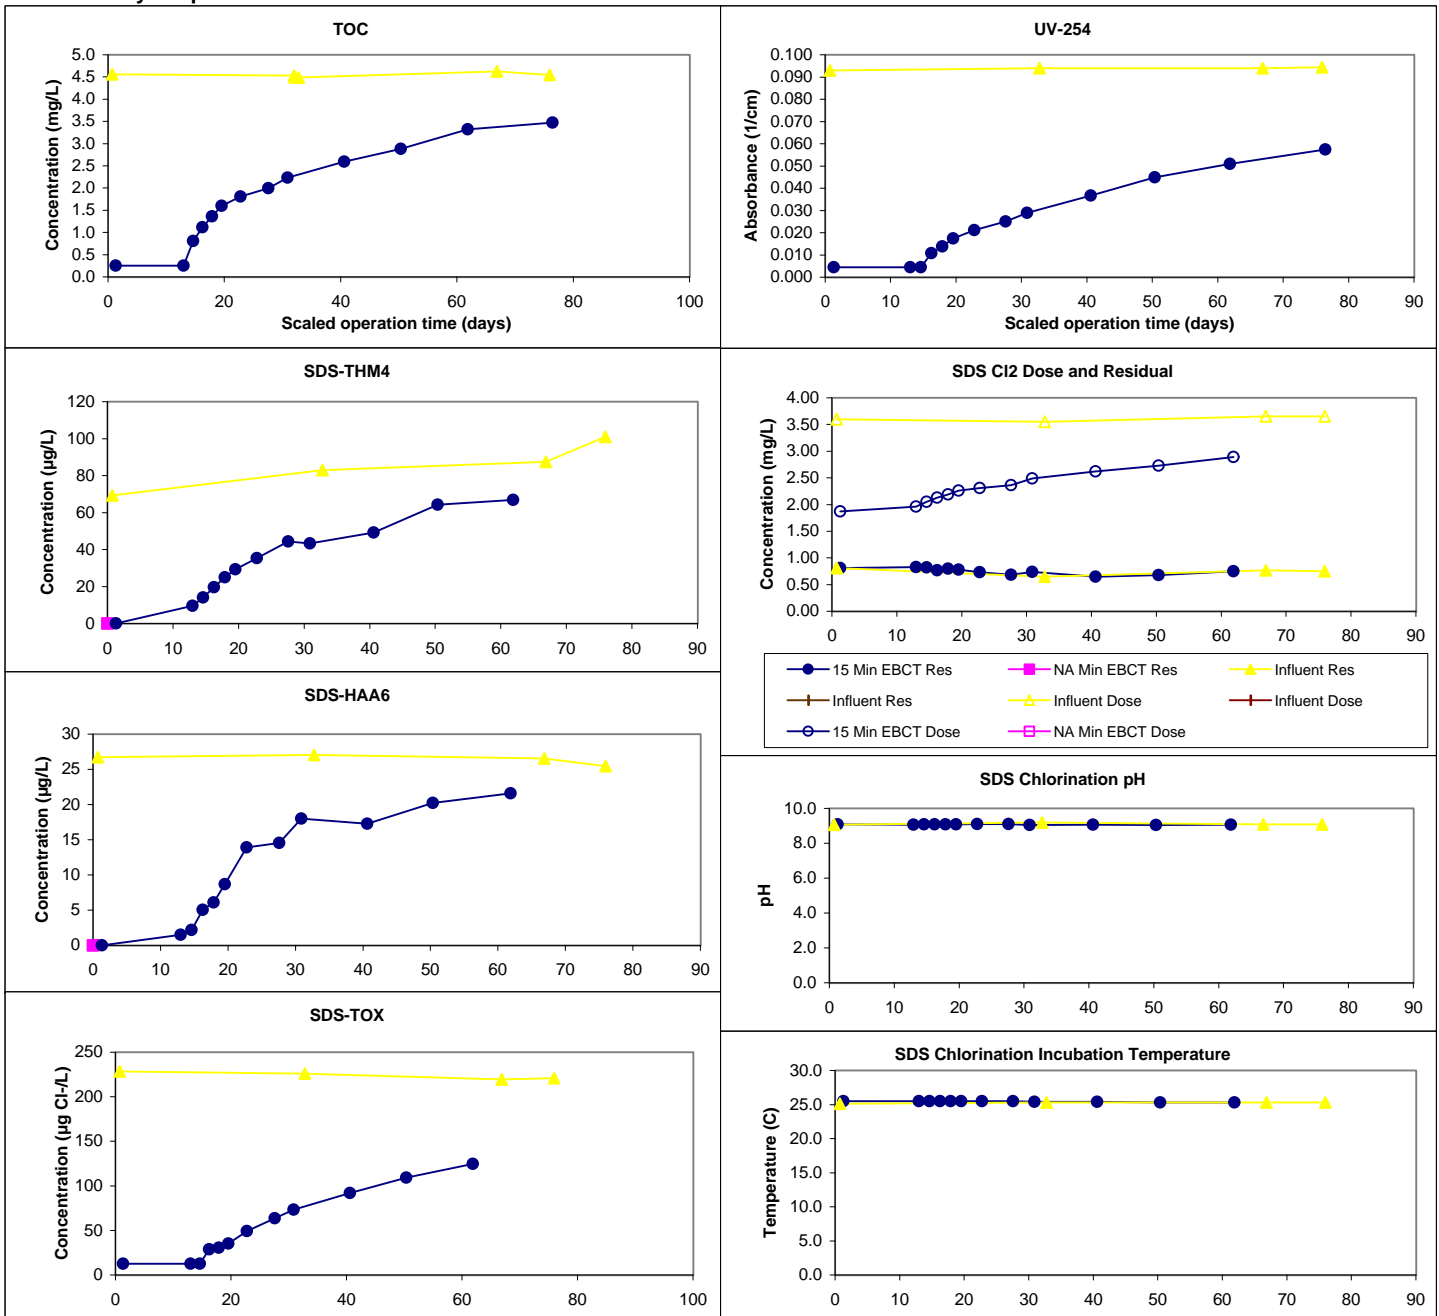 TOC
5.0
4.5
4.0
3.5
3.0
2.5
2.0
1.5
1.0
0.5
0.0
Concentration (mg/L)
0 20 40 60 80 100
Scaled operation time (days)
UV-254
0.100
0.090
0.080
0.070
0.060
0.050
0.040
0.030
0.020
0.010
0.000
Absorbance (1/cm)
0 10 20 30 40 50 60 70 80 90
Scaled operation time (days)
SDS-THM4
120
100
80
60
40
20
0
Concentration (µg/L)
0 10 20 30 40 50 60 70 80 90
SDS Cl2 Dose and Residual
4.00
3.50
3.00
2.50
2.00
1.50
1.00
0.50
0.00
Concentration (mg/L)
0 10 20 30 40 50 60 70 80 90
15 Min EBCT Res NA Min EBCT Res Influent Res
Influent Res Influent Dose Influent Dose
15 Min EBCT Dose NA Min EBCT Dose
SDS-HAA6
30
25
20
15
10
5
0
Concentration (µg/L)
0 10 20 30 40 50 60 70 80 90
SDS Chlorination pH
10.0
8.0
6.0
4.0
2.0
0.0
pH
0 10 20 30 40 50 60 70 80 90
SDS-TOX
250
200
150
100
50
0
Concentration (µg Cl-/L)
0 20 40 60 80 100
SDS Chlorination Incubation Temperature
30.0
25.0
20.0
15.0
10.0
5.0
0.0
Temperature (C)
0 10 20 30 40 50 60 70 80 90